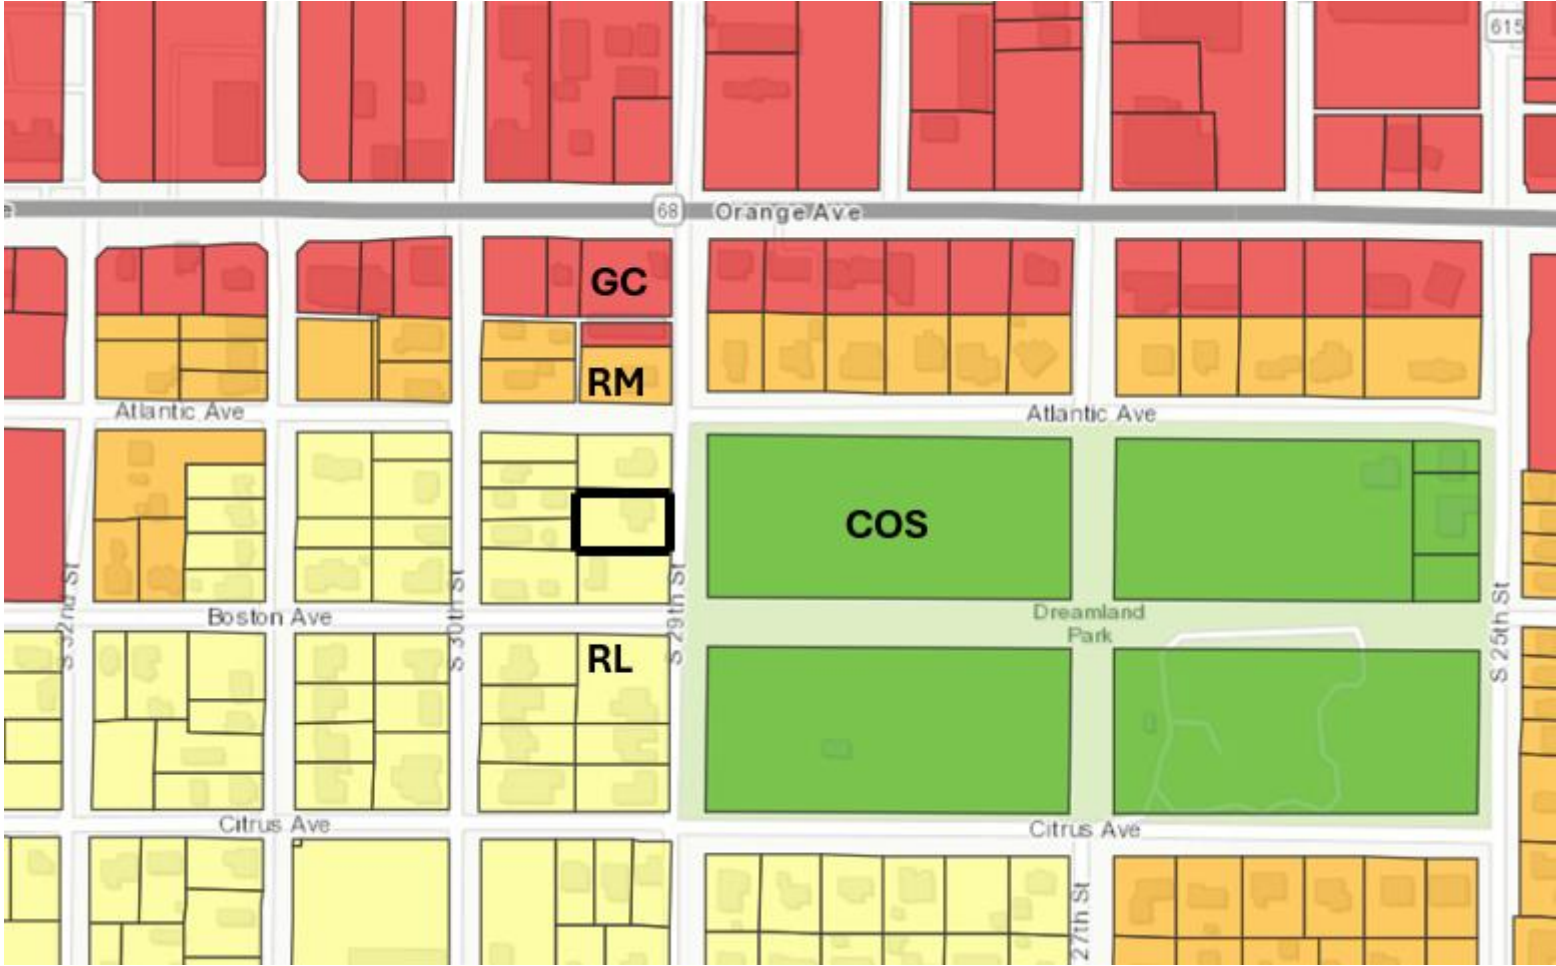 615
e
68
Orange Ave
GC
RM
Atlantic Ave
Atlantic Ave
COS
S 32nd St
S 30th St
S 29th St
S 25th St
Boston Ave
Dreamland
Park
RL
Citrus Ave
Citrus Ave
27th St